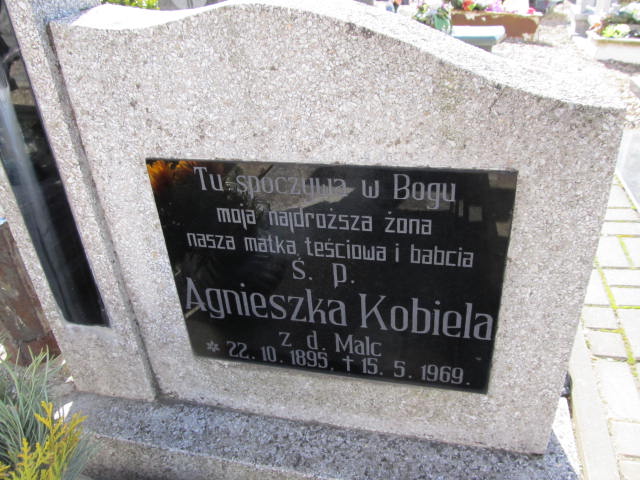 Tu spoczywa w Bogu
moja najdroższa żona
nasza matka, teściowa i babcia
Ś. P.
Agnieszka Kobiela
z d. Malc
* 22. 10. 1895. † 15. 5. 1969.